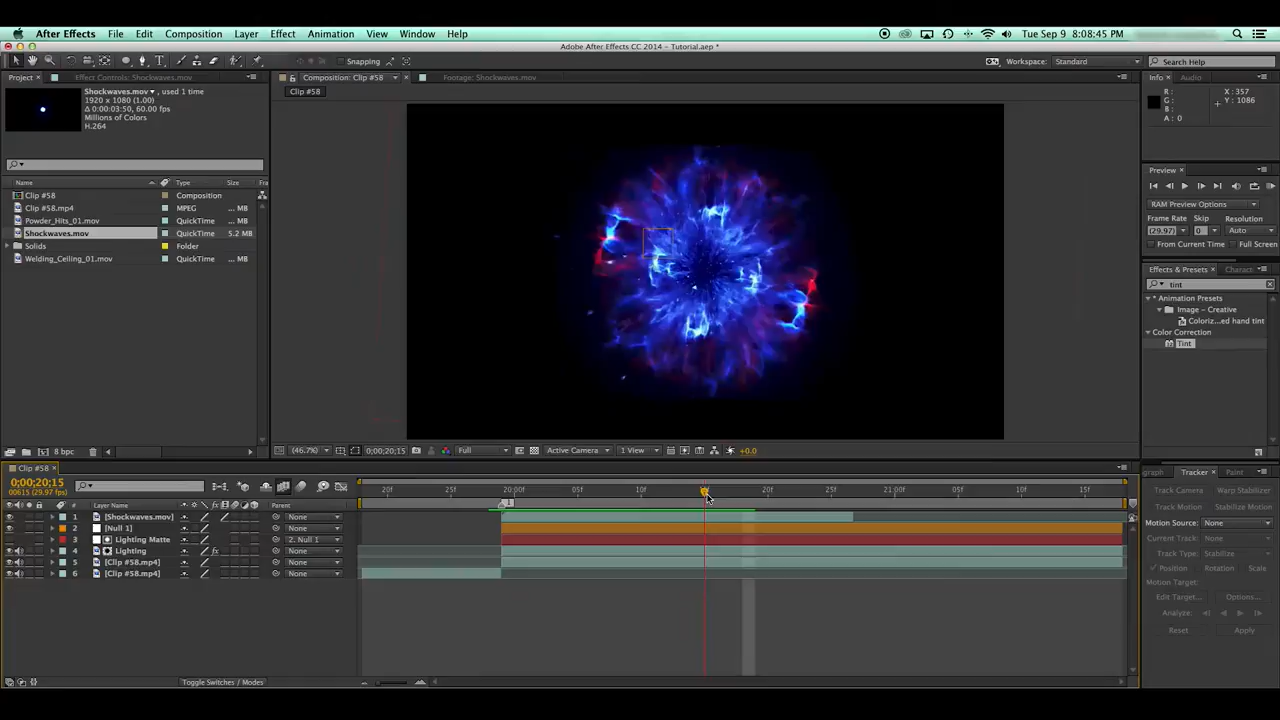 After Effects File Edit Composition Layer Effect Animation View Window Help Tue Sep 9 8:08:45 PM
Adobe After Effects CC 2014 - Tutorial.aep *
Snapping Workspace: Standard Search Help
Project Effect Controls: Shockwaves.mov Composition: Clip #58 Footage: Shockwaves.mov Info Audio
Clip #58
Shockwaves.mov , used 1 time
1920 x 1080 (1.00)
Δ 0:00:03:50, 60.00 fps
Millions of Colors
H.264
R: X: 357
G: Y: 1086
B:
A: 0
Preview
RAM Preview Options
Frame Rate Skip Resolution
(29.97) 0 Auto
From Current Time Full Screen
Effects & Presets Charact
tint
* Animation Presets
Image - Creative
Coloriz...ed hand tint
Color Correction
Tint
Name Type Size Fra
Clip #58 Composition
Clip #58.mp4 MPEG ... MB
Powder_Hits_01.mov QuickTime ... MB
Shockwaves.mov QuickTime 5.2 MB
Solids Folder
Welding_Ceiling_01.mov QuickTime ... MB
8 bpc (46.7%) 0;00;20;15 Full Active Camera 1 View +0.0
Clip #58
0;00;20;15
00615 (29.97 fps)
20f 20:00f 05f 10f 20f 25f 21:00f 05f 10f 15f
# Layer Name Parent
1 [Shockwaves.mov] None
2 [Null 1] None
3 Lighting Matte 2. Null 1
4 Lighting fx None
5 [Clip #58.mp4] None
6 [Clip #58.mp4] None
1
Toggle Switches / Modes
graph Tracker Paint
Track Camera Warp Stabilizer
Track Motion Stabilize Motion
Motion Source: None
Current Track: None
Track Type: Stabilize
Position Rotation Scale
Motion Target:
Edit Target... Options...
Analyze:
Reset Apply